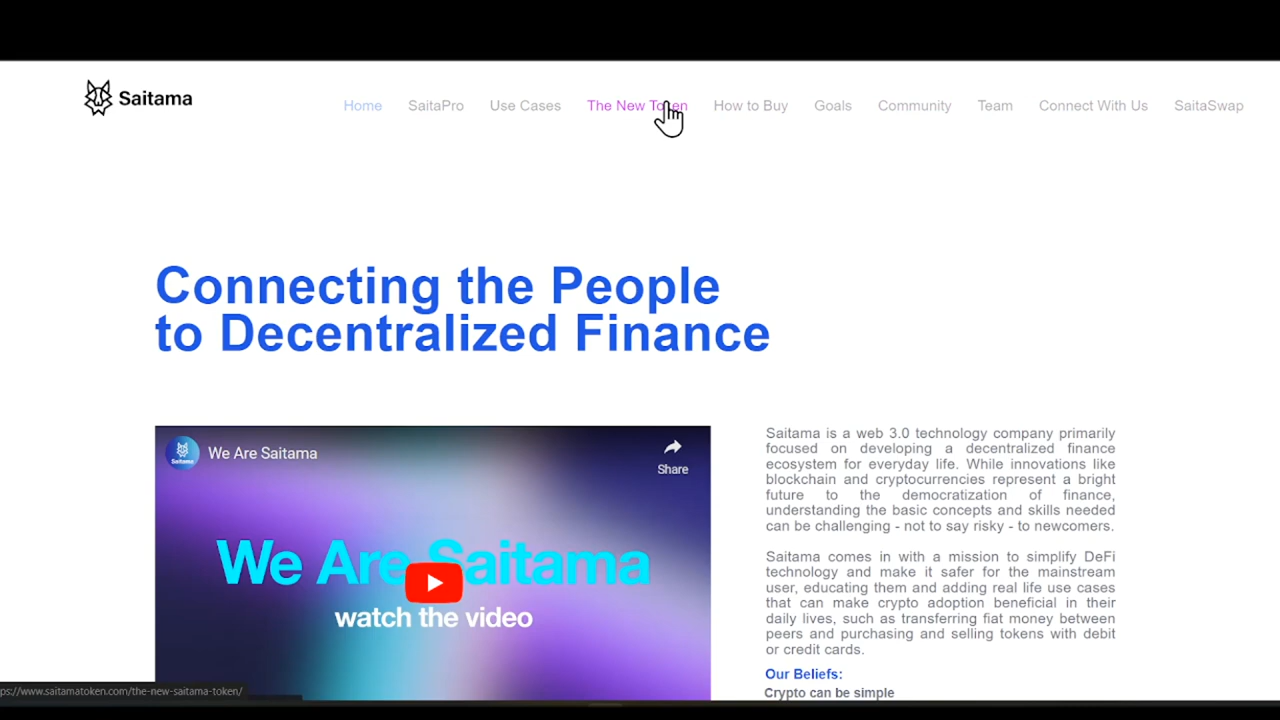 Saitama
Home SaitaPro Use Cases The New Token How to Buy Goals Community Team Connect With Us SaitaSwap
Connecting the People
to Decentralized Finance
Saitama
We Are Saitama
Share
We Are Saitama
watch the video
Saitama is a web 3.0 technology company primarily
focused on developing a decentralized finance
ecosystem for everyday life. While innovations like
blockchain and cryptocurrencies represent a bright
future to the democratization of finance,
understanding the basic concepts and skills needed
can be challenging - not to say risky - to newcomers.
Saitama comes in with a mission to simplify DeFi
technology and make it safer for the mainstream
user, educating them and adding real life use cases
that can make crypto adoption beneficial in their
daily lives, such as transferring fiat money between
peers and purchasing and selling tokens with debit
or credit cards.
Our Beliefs:
Crypto can be simple
ps://www.saitamatoken.com/the-new-saitama-token/